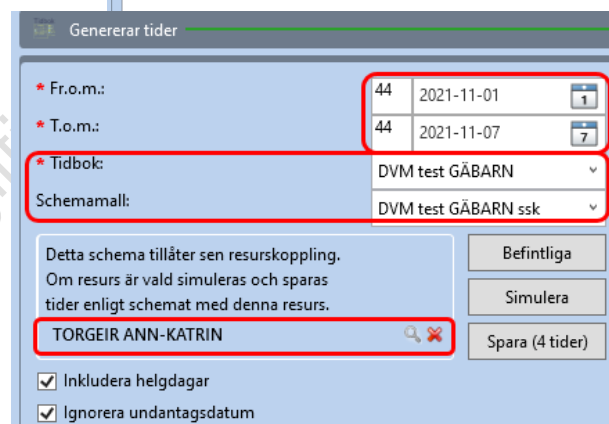 Genererar tider
* Fr.o.m.: 44 2021-11-01 1
* T.o.m.: 44 2021-11-07 7
* Tidbok: DVM test GÄBARN
Schemamall: DVM test GÄBARN ssk
Detta schema tillåter sen resurskoppling.
Om resurs är vald simuleras och sparas
tider enligt schemat med denna resurs.
TORGEIR ANN-KATRIN
Befintliga
Simulera
Spara (4 tider)
Inkludera helgdagar
Ignorera undantagsdatum